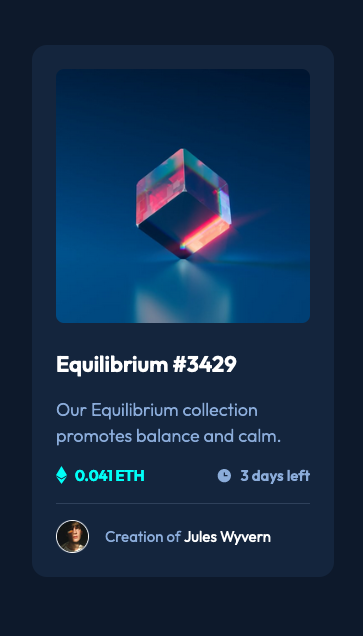 Equilibrium #3429
Our Equilibrium collection
promotes balance and calm.
0.041 ETH
3 days left
Creation of Jules Wyvern